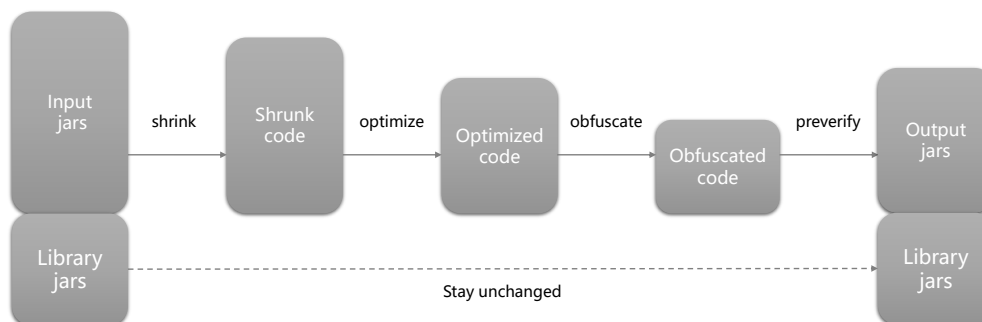 Input
jars
shrink
Shrunk
code
optimize
Optimized
code
obfuscate
Obfuscated
code
preverify
Output
jars
Library
jars
Stay unchanged
Library
jars